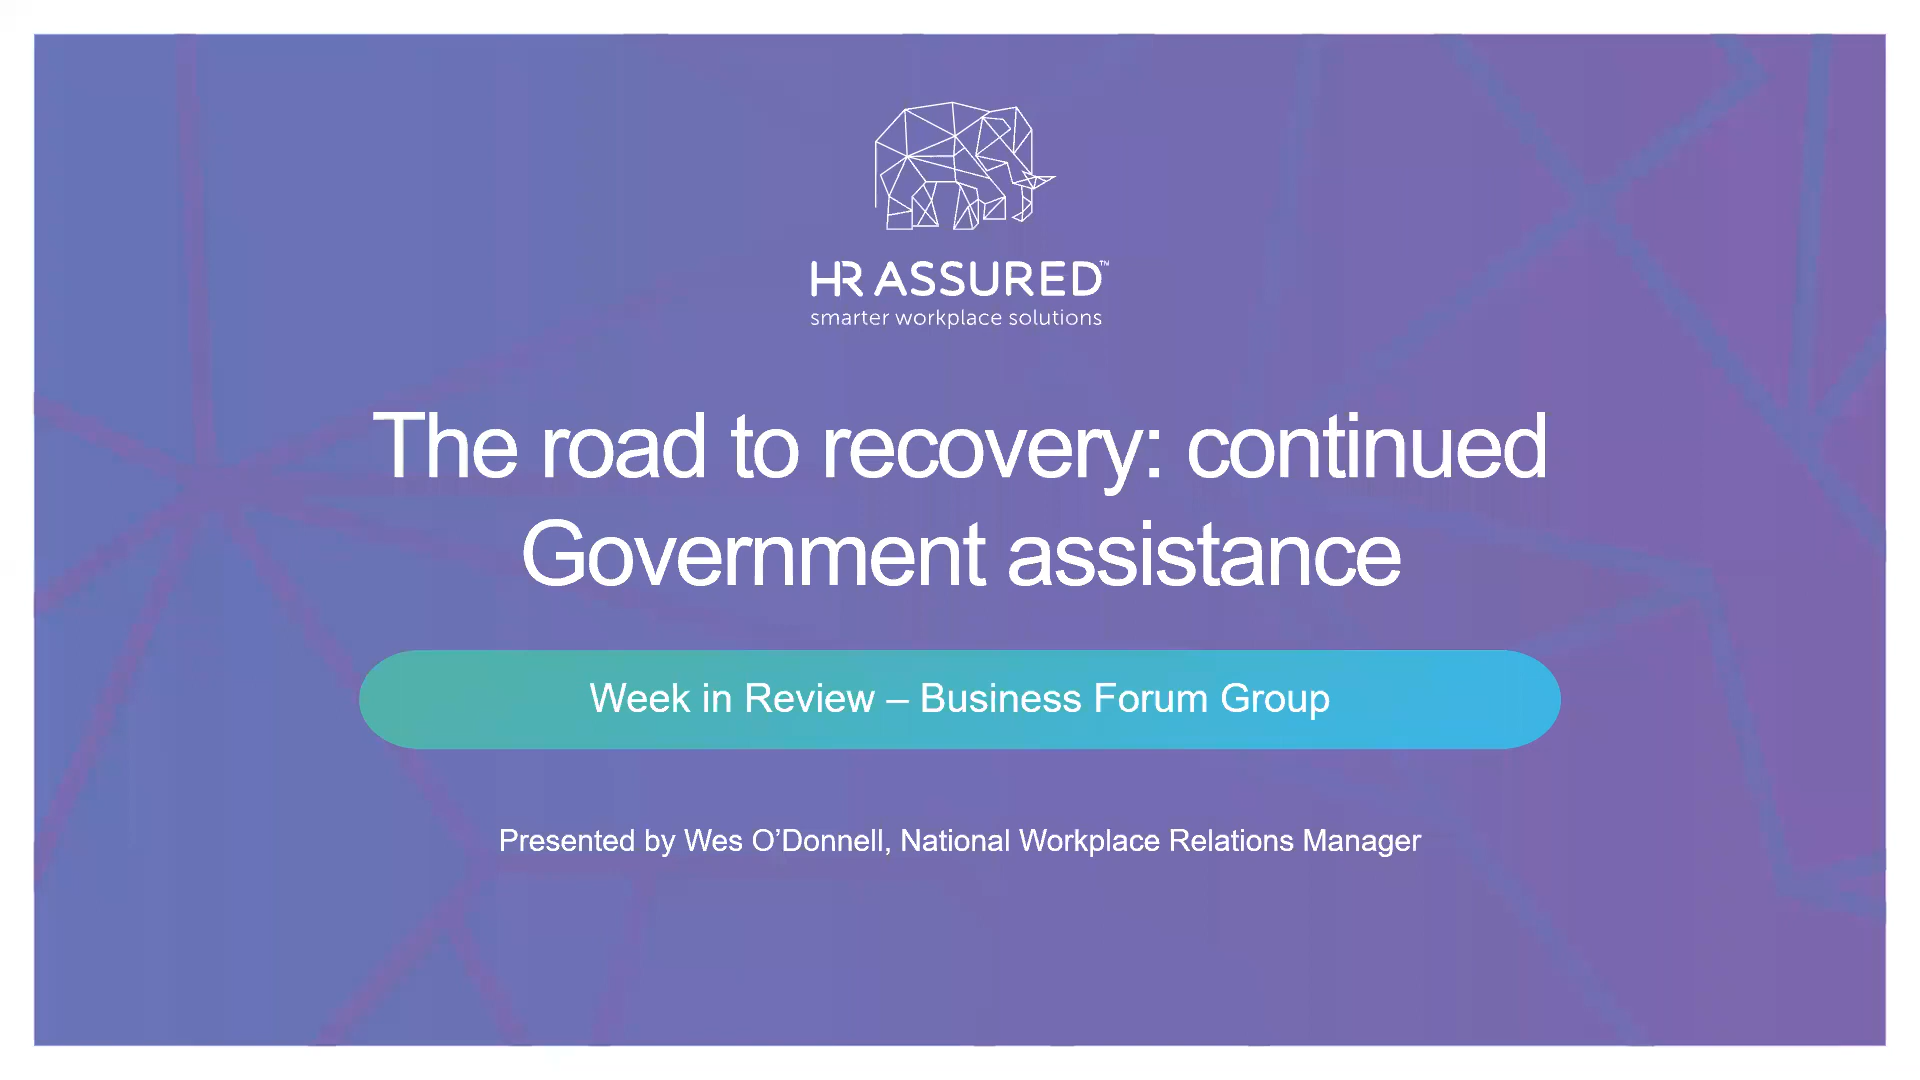 HR ASSURED™
smarter workplace solutions
The road to recovery: continued
Government assistance
Week in Review – Business Forum Group
Presented by Wes O’Donnell, National Workplace Relations Manager